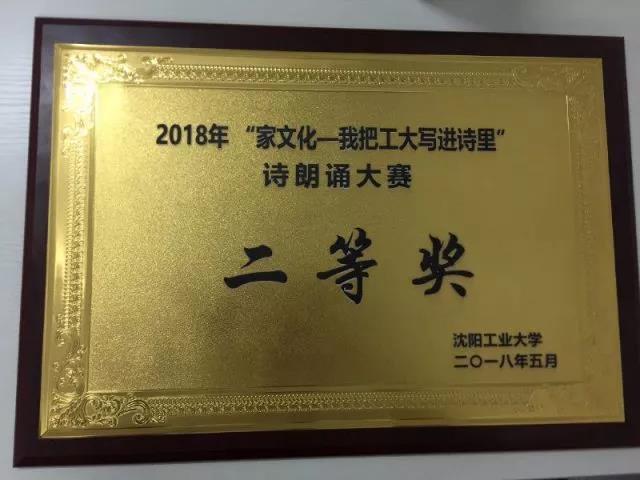 2018年 “家文化—我把工大写进诗里”
诗朗诵大赛
二等奖
沈阳工业大学
二〇一八年五月